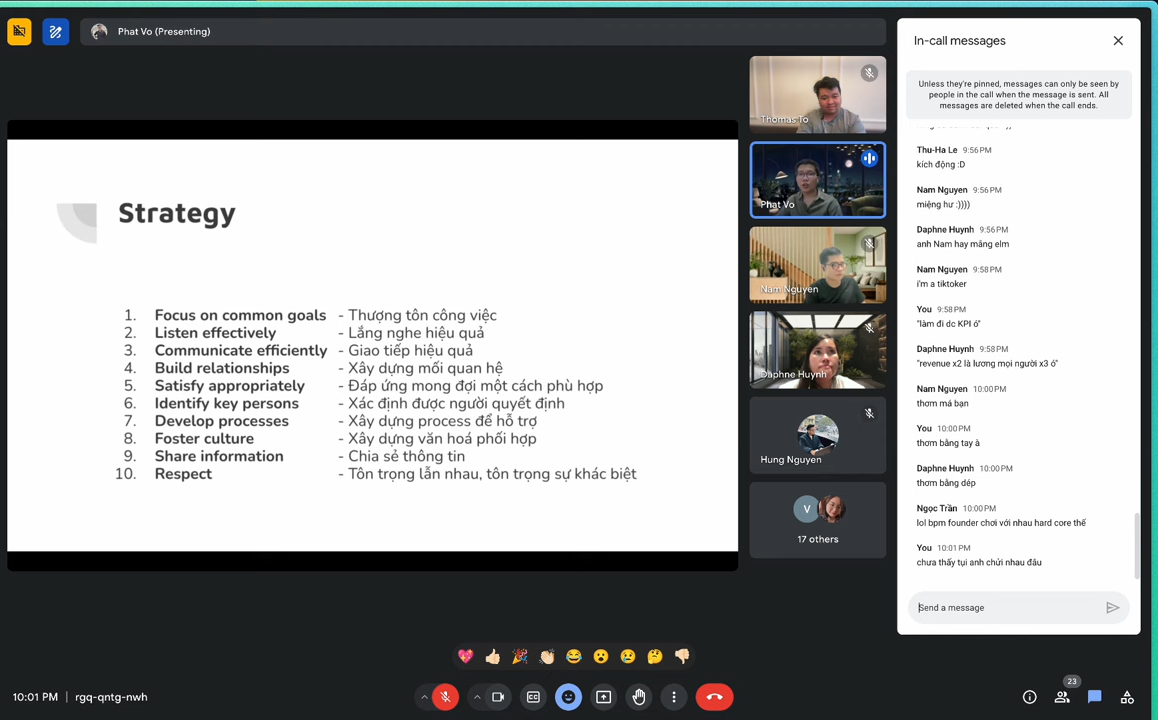 Phat Vo (Presenting)
Strategy
1. Focus on common goals - Thượng tôn công việc
2. Listen effectively - Lắng nghe hiệu quả
3. Communicate efficiently - Giao tiếp hiệu quả
4. Build relationships - Xây dựng mối quan hệ
5. Satisfy appropriately - Đáp ứng mong đợi một cách phù hợp
6. Identify key persons - Xác định được người quyết định
7. Develop processes - Xây dựng process để hỗ trợ
8. Foster culture - Xây dựng văn hoá phối hợp
9. Share information - Chia sẻ thông tin
10. Respect - Tôn trọng lẫn nhau, tôn trọng sự khác biệt
Thomas To
Phat Vo
Nam Nguyen
Daphne Huynh
Hung Nguyen
V
17 others
In-call messages
Unless they're pinned, messages can only be seen by
people in the call when the message is sent. All
messages are deleted when the call ends.
Thu-Ha Le 9:56 PM
kích động :D
Nam Nguyen 9:56 PM
miệng hư :))))
Daphne Huynh 9:56 PM
anh Nam hay mắng elm
Nam Nguyen 9:58 PM
i'm a tiktoker
You 9:58 PM
"làm đi dc KPI ó"
Daphne Huynh 9:58 PM
"revenue x2 là lương mọi người x3 ó"
Nam Nguyen 10:00 PM
thơm má bạn
You 10:00 PM
thơm bằng tay à
Daphne Huynh 10:00 PM
thơm bằng dép
Ngọc Trần 10:00 PM
lol bpm founder chơi với nhau hard core thế
You 10:01 PM
chưa thấy tụi anh chửi nhau đâu
Send a message
10:01 PM | rgq-qntg-nwh
23